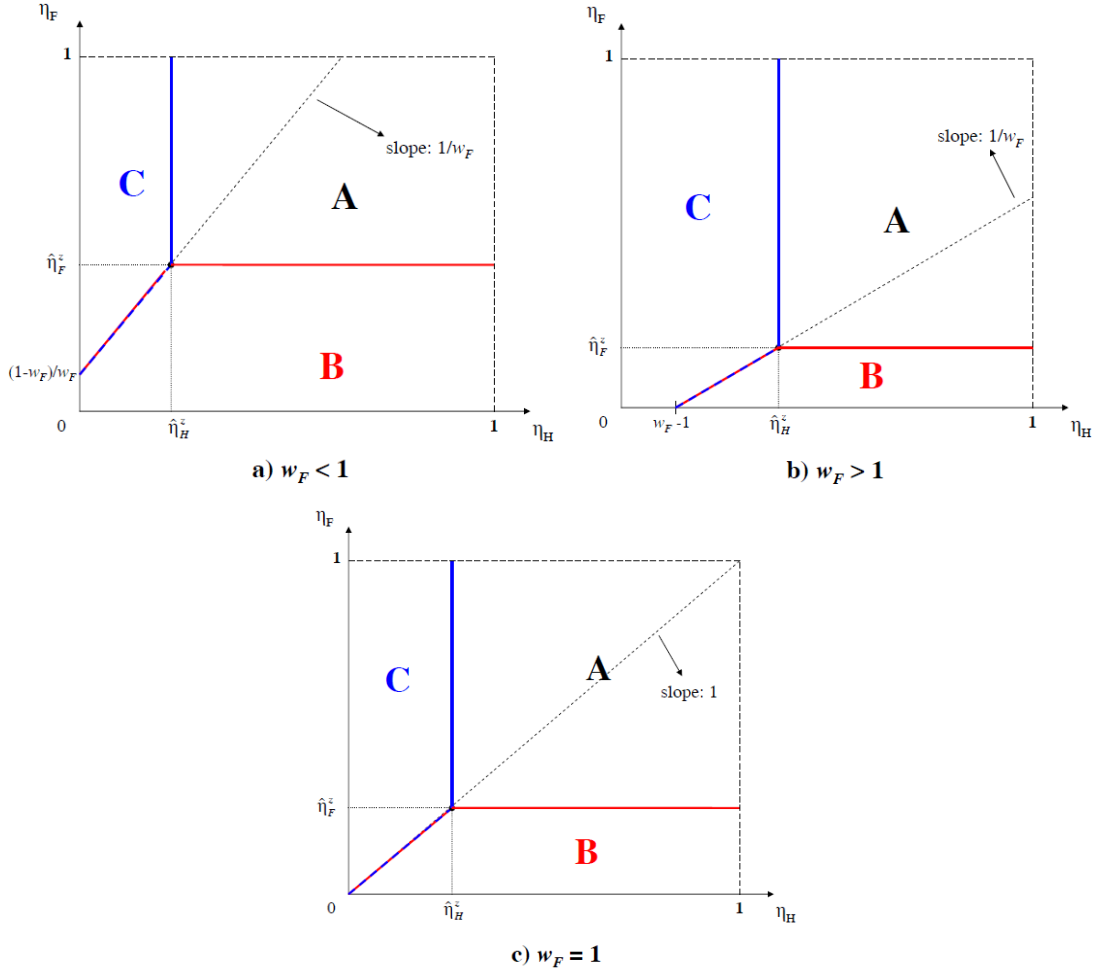 η_F
1
slope: 1/w_F
C
A
η̂_F^z
B
(1-w_F)/w_F
0
η̂_H^z
1
η_H
a) w_F < 1
η_F
1
slope: 1/w_F
C
A
η̂_F^z
B
0
w_F -1
η̂_H^z
1
η_H
b) w_F > 1
η_F
1
A
C
slope: 1
η̂_F^z
B
0
η̂_H^z
1
η_H
c) w_F = 1